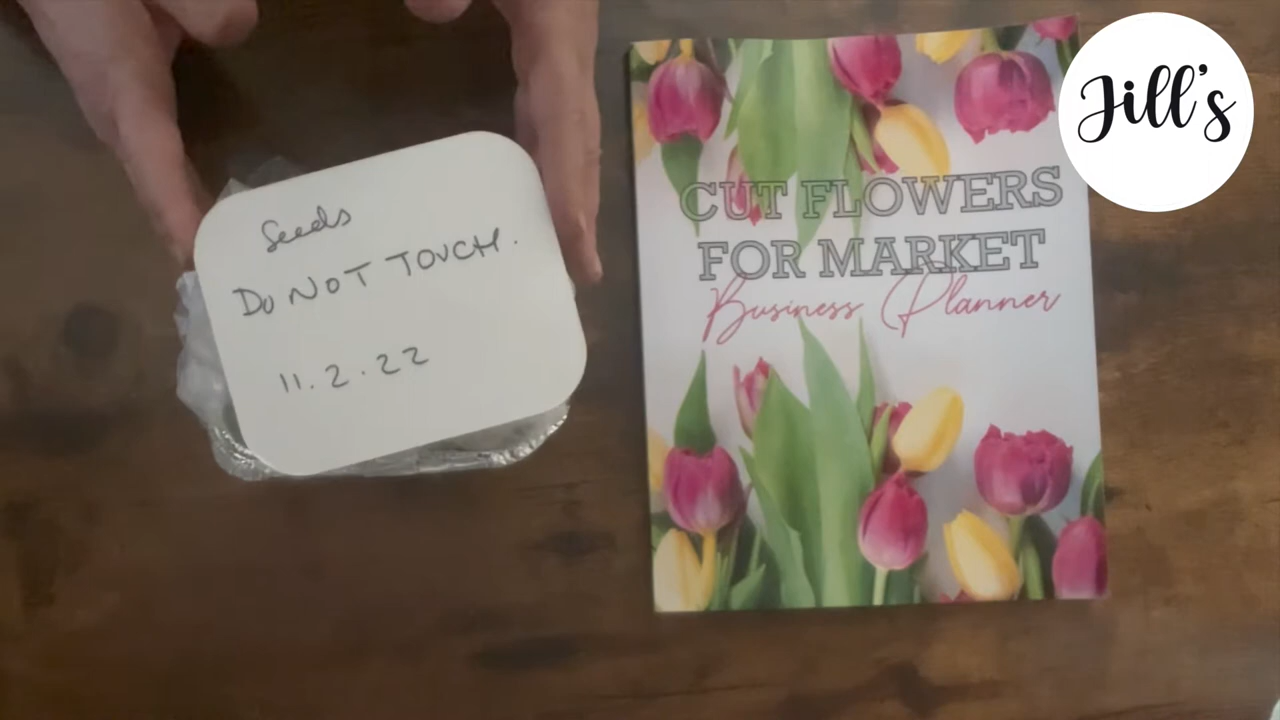 Seeds
DO NOT TOUCH.
11.2.22
CUT FLOWERS
FOR MARKET
Business Planner
Jill's